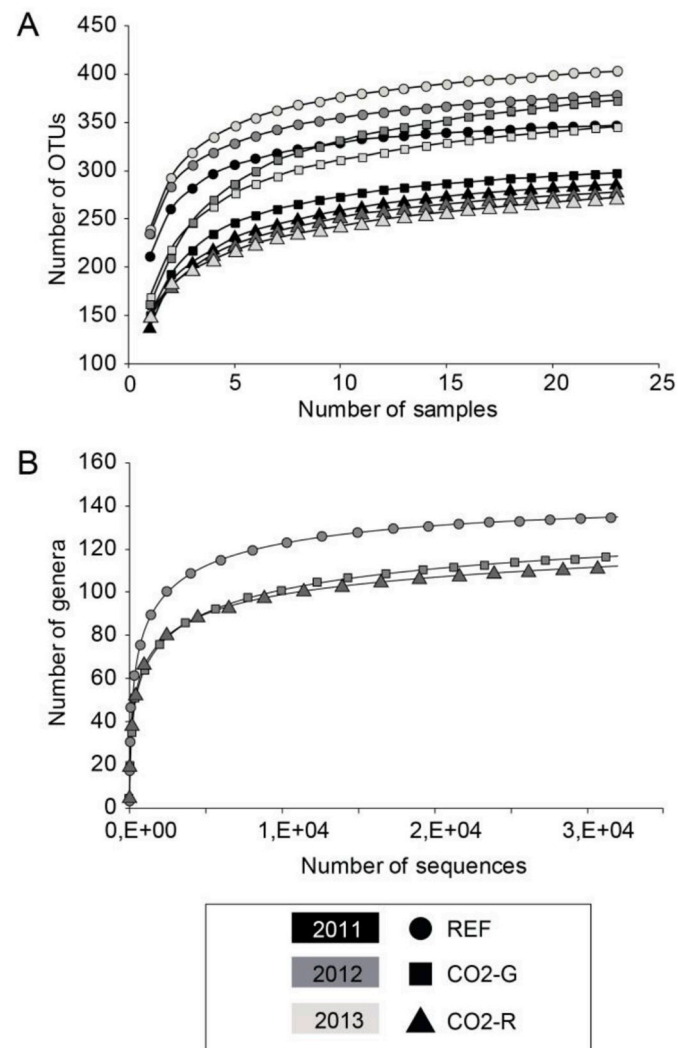 A
450
400
350
300
250
200
150
100
Number of OTUs
0 5 10 15 20 25
Number of samples
B
160
140
120
100
80
60
40
20
0
Number of genera
0,E+00 1,E+04 2,E+04 3,E+04
Number of sequences
2011 REF
2012 CO2-G
2013 CO2-R